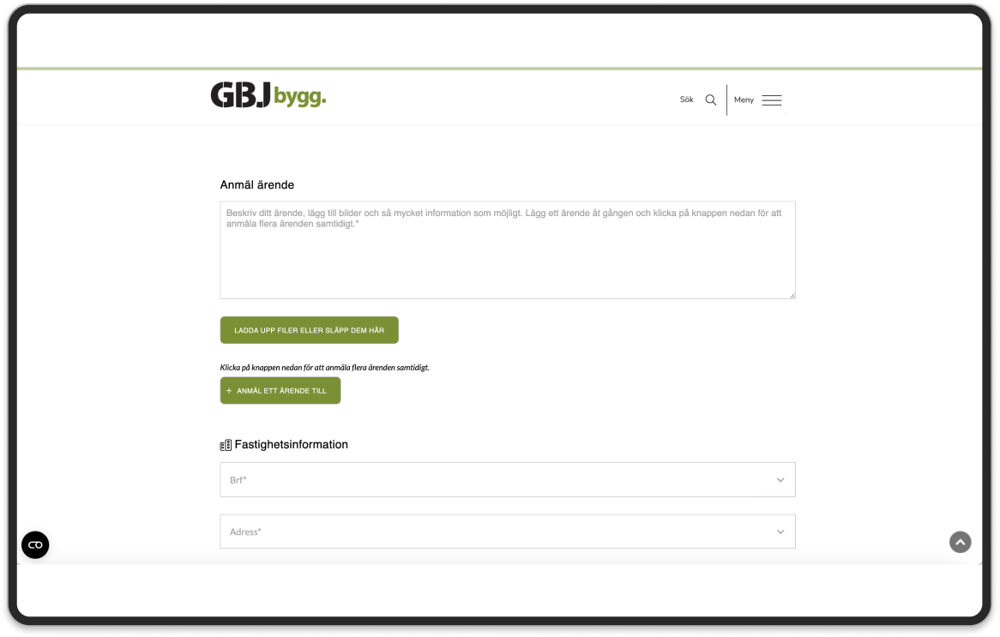 GBJ bygg.
Sök
Meny
Anmäl ärende
Beskriv ditt ärende, lägg till bilder och så mycket information som möjligt. Lägg ett ärende åt gången och klicka på knappen nedan för att
anmäla flera ärenden samtidigt.*
LADDA UPP FILER ELLER SLÄPP DEM HÄR
Klicka på knappen nedan för att anmäla flera ärenden samtidigt.
+ ANMÄL ETT ÄRENDE TILL
Fastighetsinformation
Brf*
Adress*